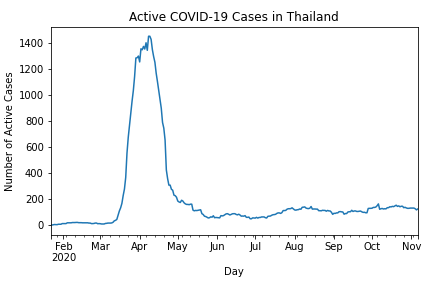 Active COVID-19 Cases in Thailand
Number of Active Cases
1400
1200
1000
800
600
400
200
0
Feb Mar Apr May Jun Jul Aug Sep Oct Nov
2020
Day